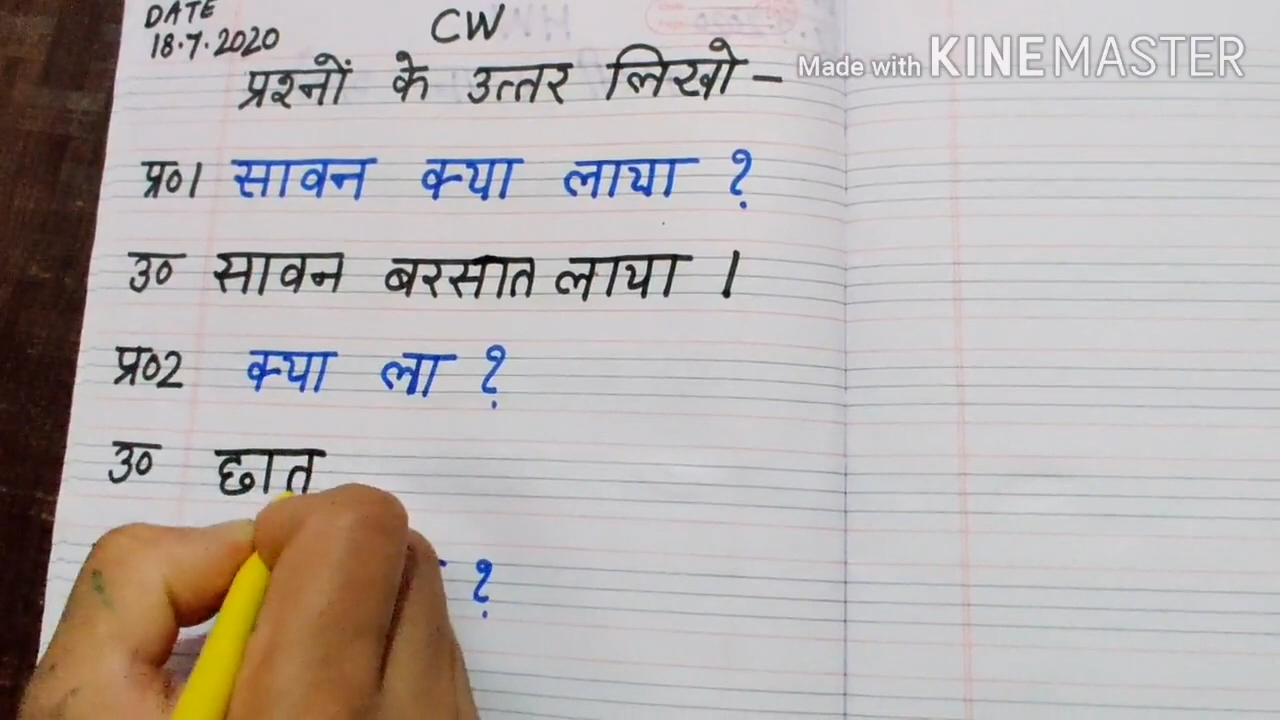 DATE
18.7.2020
CW
Made with KINEMASTER
प्रश्नों के उत्तर लिखो -
प्र०1 सावन क्या लाया ?
उ० सावन बरसात लाया ।
प्र०2 क्या ला ?
उ० छात
?